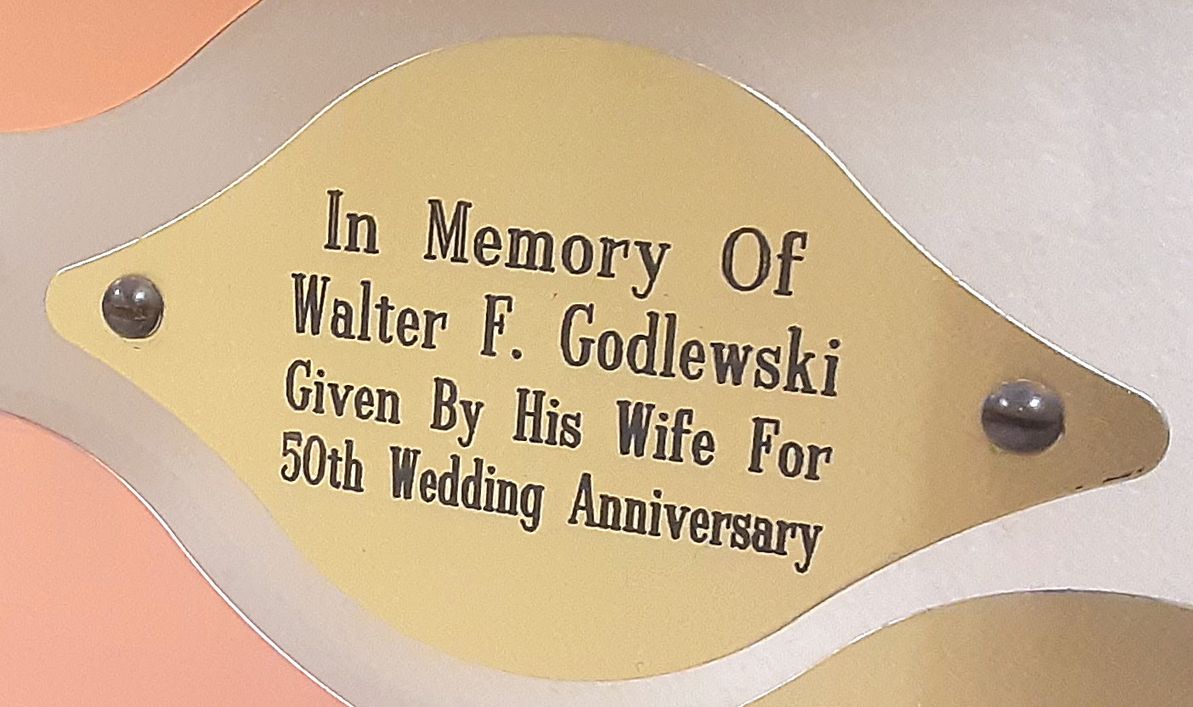 In Memory Of
Walter F. Godlewski
Given By His Wife For
50th Wedding Anniversary